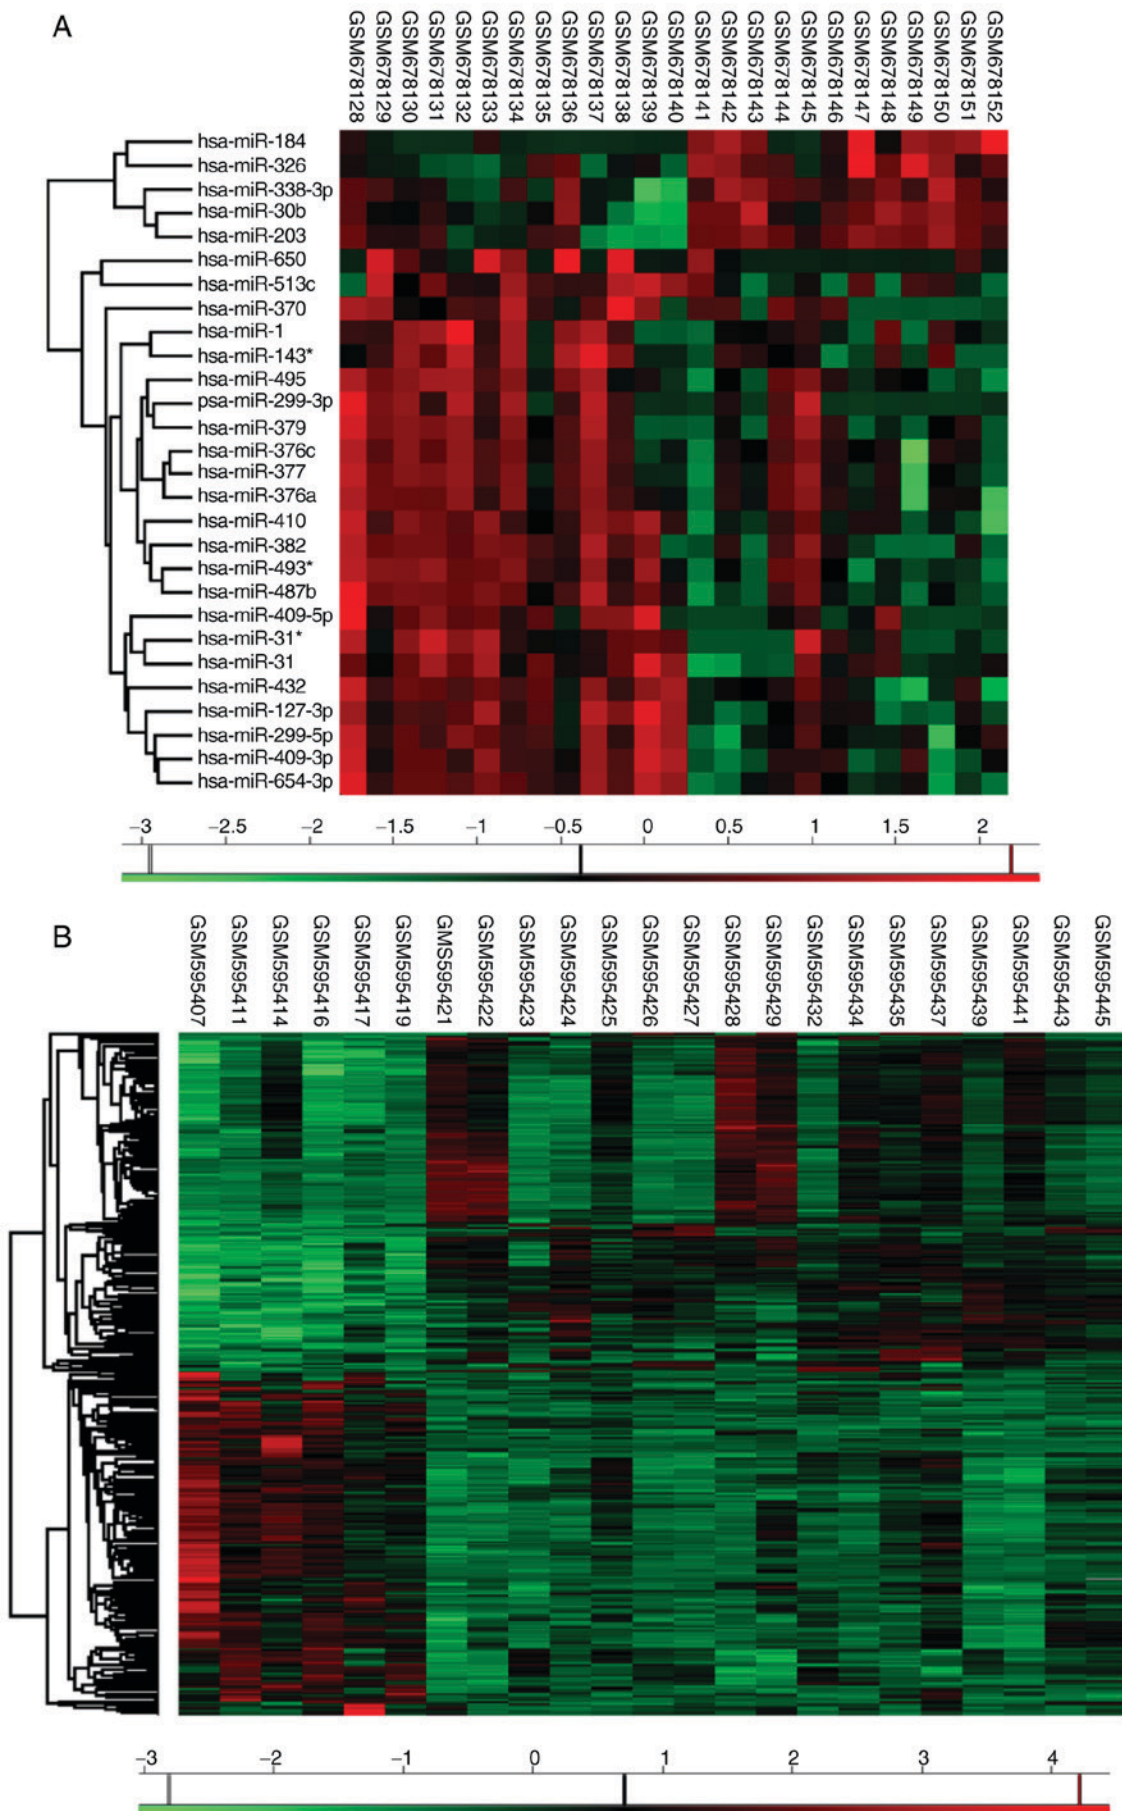 A
GSM678128 GSM678129 GSM678130 GSM678131 GSM678132 GSM678133 GSM678134 GSM678135 GSM678136 GSM678137 GSM678138 GSM678139 GSM678140 GSM678141 GSM678142 GSM678143 GSM678144 GSM678145 GSM678146 GSM678147 GSM678148 GSM678149 GSM678150 GSM678151 GSM678152
hsa-miR-184
hsa-miR-326
hsa-miR-338-3p
hsa-miR-30b
hsa-miR-203
hsa-miR-650
hsa-miR-513c
hsa-miR-370
hsa-miR-1
hsa-miR-143*
hsa-miR-495
psa-miR-299-3p
hsa-miR-379
hsa-miR-376c
hsa-miR-377
hsa-miR-376a
hsa-miR-410
hsa-miR-382
hsa-miR-493*
hsa-miR-487b
hsa-miR-409-5p
hsa-miR-31*
hsa-miR-31
hsa-miR-432
hsa-miR-127-3p
hsa-miR-299-5p
hsa-miR-409-3p
hsa-miR-654-3p
−3 −2.5 −2 −1.5 −1 −0.5 0 0.5 1 1.5 2
B
GSM595407 GSM595411 GSM595414 GSM595416 GSM595417 GSM595419 GMS595421 GSM595422 GSM595423 GSM595424 GSM595425 GSM595426 GSM595427 GSM595428 GSM595429 GSM595432 GSM595434 GSM595435 GSM595437 GSM595439 GSM595441 GSM595443 GSM595445
−3 −2 −1 0 1 2 3 4